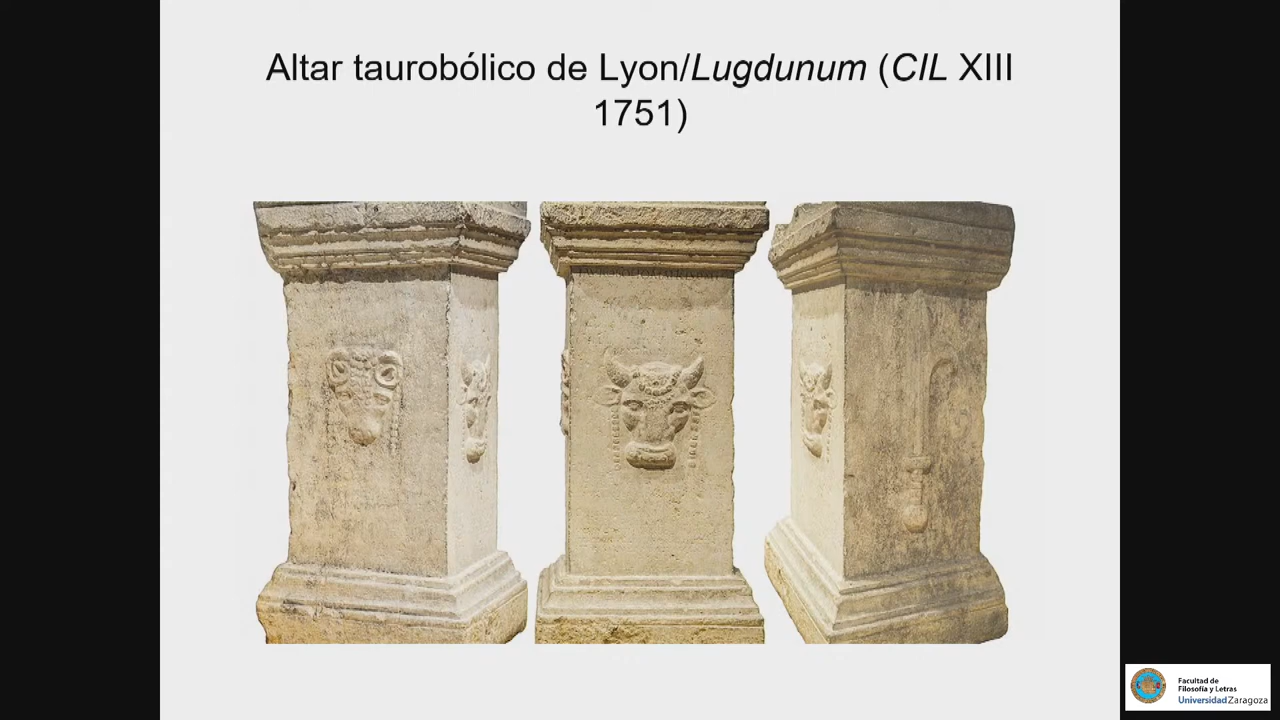 Altar taurobólico de Lyon/Lugdunum (CIL XIII
1751)
Facultad de
Filosofía y Letras
Universidad Zaragoza